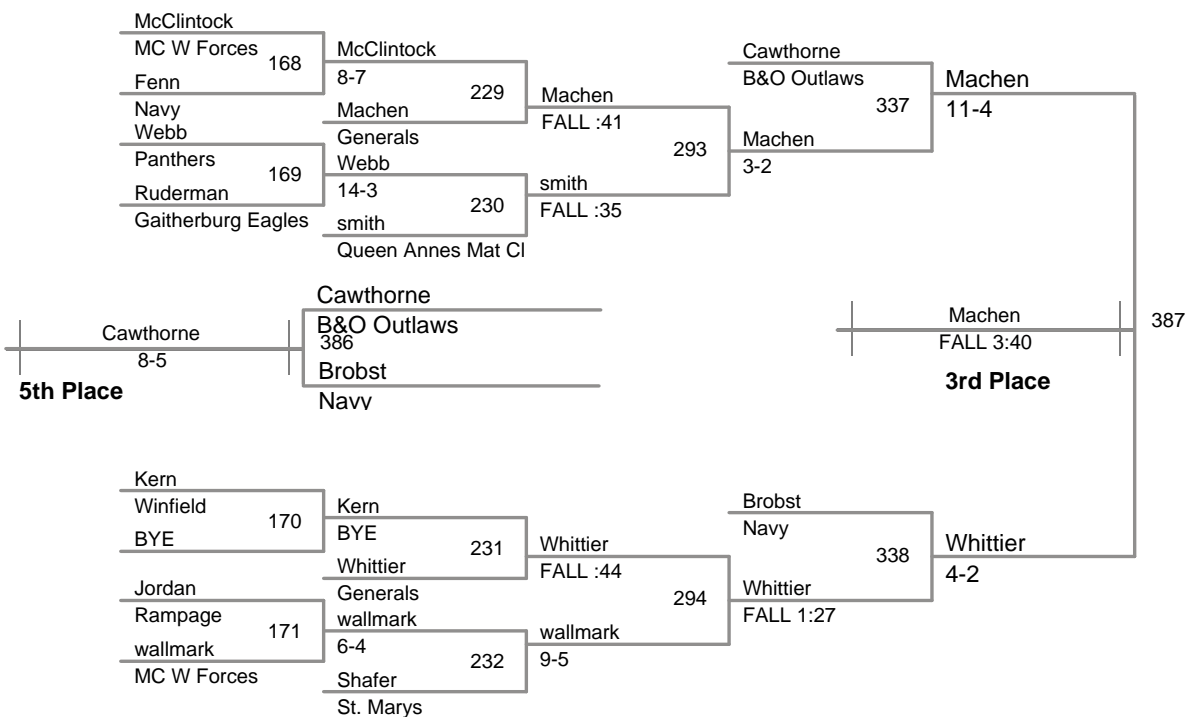 McClintock
MC W Forces
168
Fenn
Navy
Webb
Panthers
169
Ruderman
Gaitherburg Eagles
McClintock
8-7
229
Machen
Generals
Webb
14-3
230
smith
Queen Annes Mat Cl
Machen
FALL :41
293
smith
FALL :35
Cawthorne
B&O Outlaws
337
Machen
3-2
Machen
11-4
Cawthorne
8-5
5th Place
Cawthorne
B&O Outlaws
386
Brobst
Navy
Machen
FALL 3:40
3rd Place
387
Kern
Winfield
170
BYE
Jordan
Rampage
171
wallmark
MC W Forces
Kern
BYE
231
Whittier
Generals
wallmark
6-4
232
Shafer
St. Marys
Whittier
FALL :44
294
wallmark
9-5
Brobst
Navy
338
Whittier
FALL 1:27
Whittier
4-2